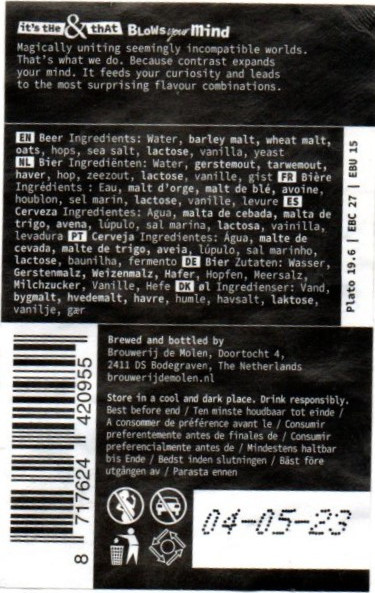 it's the & that BLoWs your Mind
Magically uniting seemingly incompatible worlds.
That's what we do. Because contrast expands
your mind. It feeds your curiosity and leads
to the most surprising flavour combinations.
EN Beer Ingredients: Water, barley malt, wheat malt,
oats, hops, sea salt, lactose, vanilla, yeast
NL Bier Ingrediënten: Water, gerstemout, tarwemout,
haver, hop, zeezout, lactose, vanille, gist FR Bière
Ingrédients : Eau, malt d'orge, malt de blé, avoine,
houblon, sel marin, lactose, vanille, levure ES
Cerveza Ingredientes: Agua, malta de cebada, malta de
trigo, avena, lúpulo, sal marina, lactosa, vainilla,
levadura PT Cerveja Ingredientes: Água, malte de
cevada, malte de trigo, aveia, lúpulo, sal marinho,
lactose, baunilha, fermento DE Bier Zutaten: Wasser,
Gerstenmalz, Weizenmalz, Hafer, Hopfen, Meersalz,
Milchzucker, Vanille, Hefe DK øl Ingredienser: Vand,
bygmalt, hvedemalt, havre, humle, havsalt, laktose,
vanilje, gær
Plato 19.6 | EBC 27 | EBU 15
Brewed and bottled by
Brouwerij de Molen, Doortocht 4,
2411 DS Bodegraven, The Netherlands
brouwerijdemolen.nl
Store in a cool and dark place. Drink responsibly.
Best before end / Ten minste houdbaar tot einde /
A consommer de préférence avant le / Consumir
preferentemente antes de finales de / Consumir
preferencialmente antes de / Mindestens haltbar
bis Ende / Bedst inden slutningen / Bäst före
utgången av / Parasta ennen
04-05-23
8 717624 420955